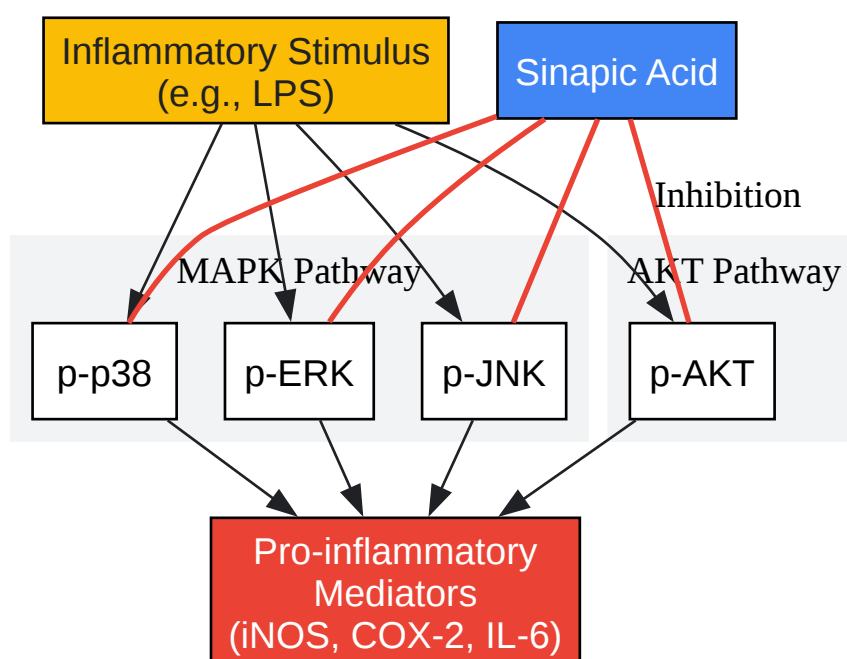 Inflammatory Stimulus
(e.g., LPS)
Sinapic Acid
Inhibition
MAPK Pathway
AKT Pathway
p-p38
p-ERK
p-JNK
p-AKT
Pro-inflammatory
Mediators
(iNOS, COX-2, IL-6)